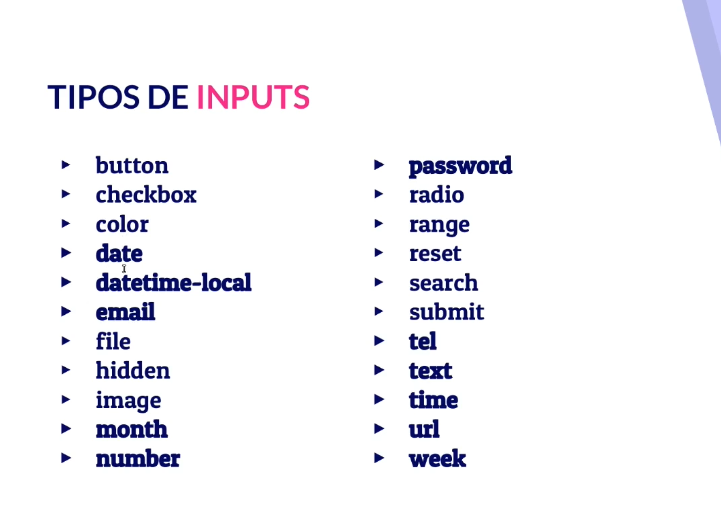 TIPOS DE INPUTS
button
checkbox
color
date
datetime-local
email
file
hidden
image
month
number
password
radio
range
reset
search
submit
tel
text
time
url
week